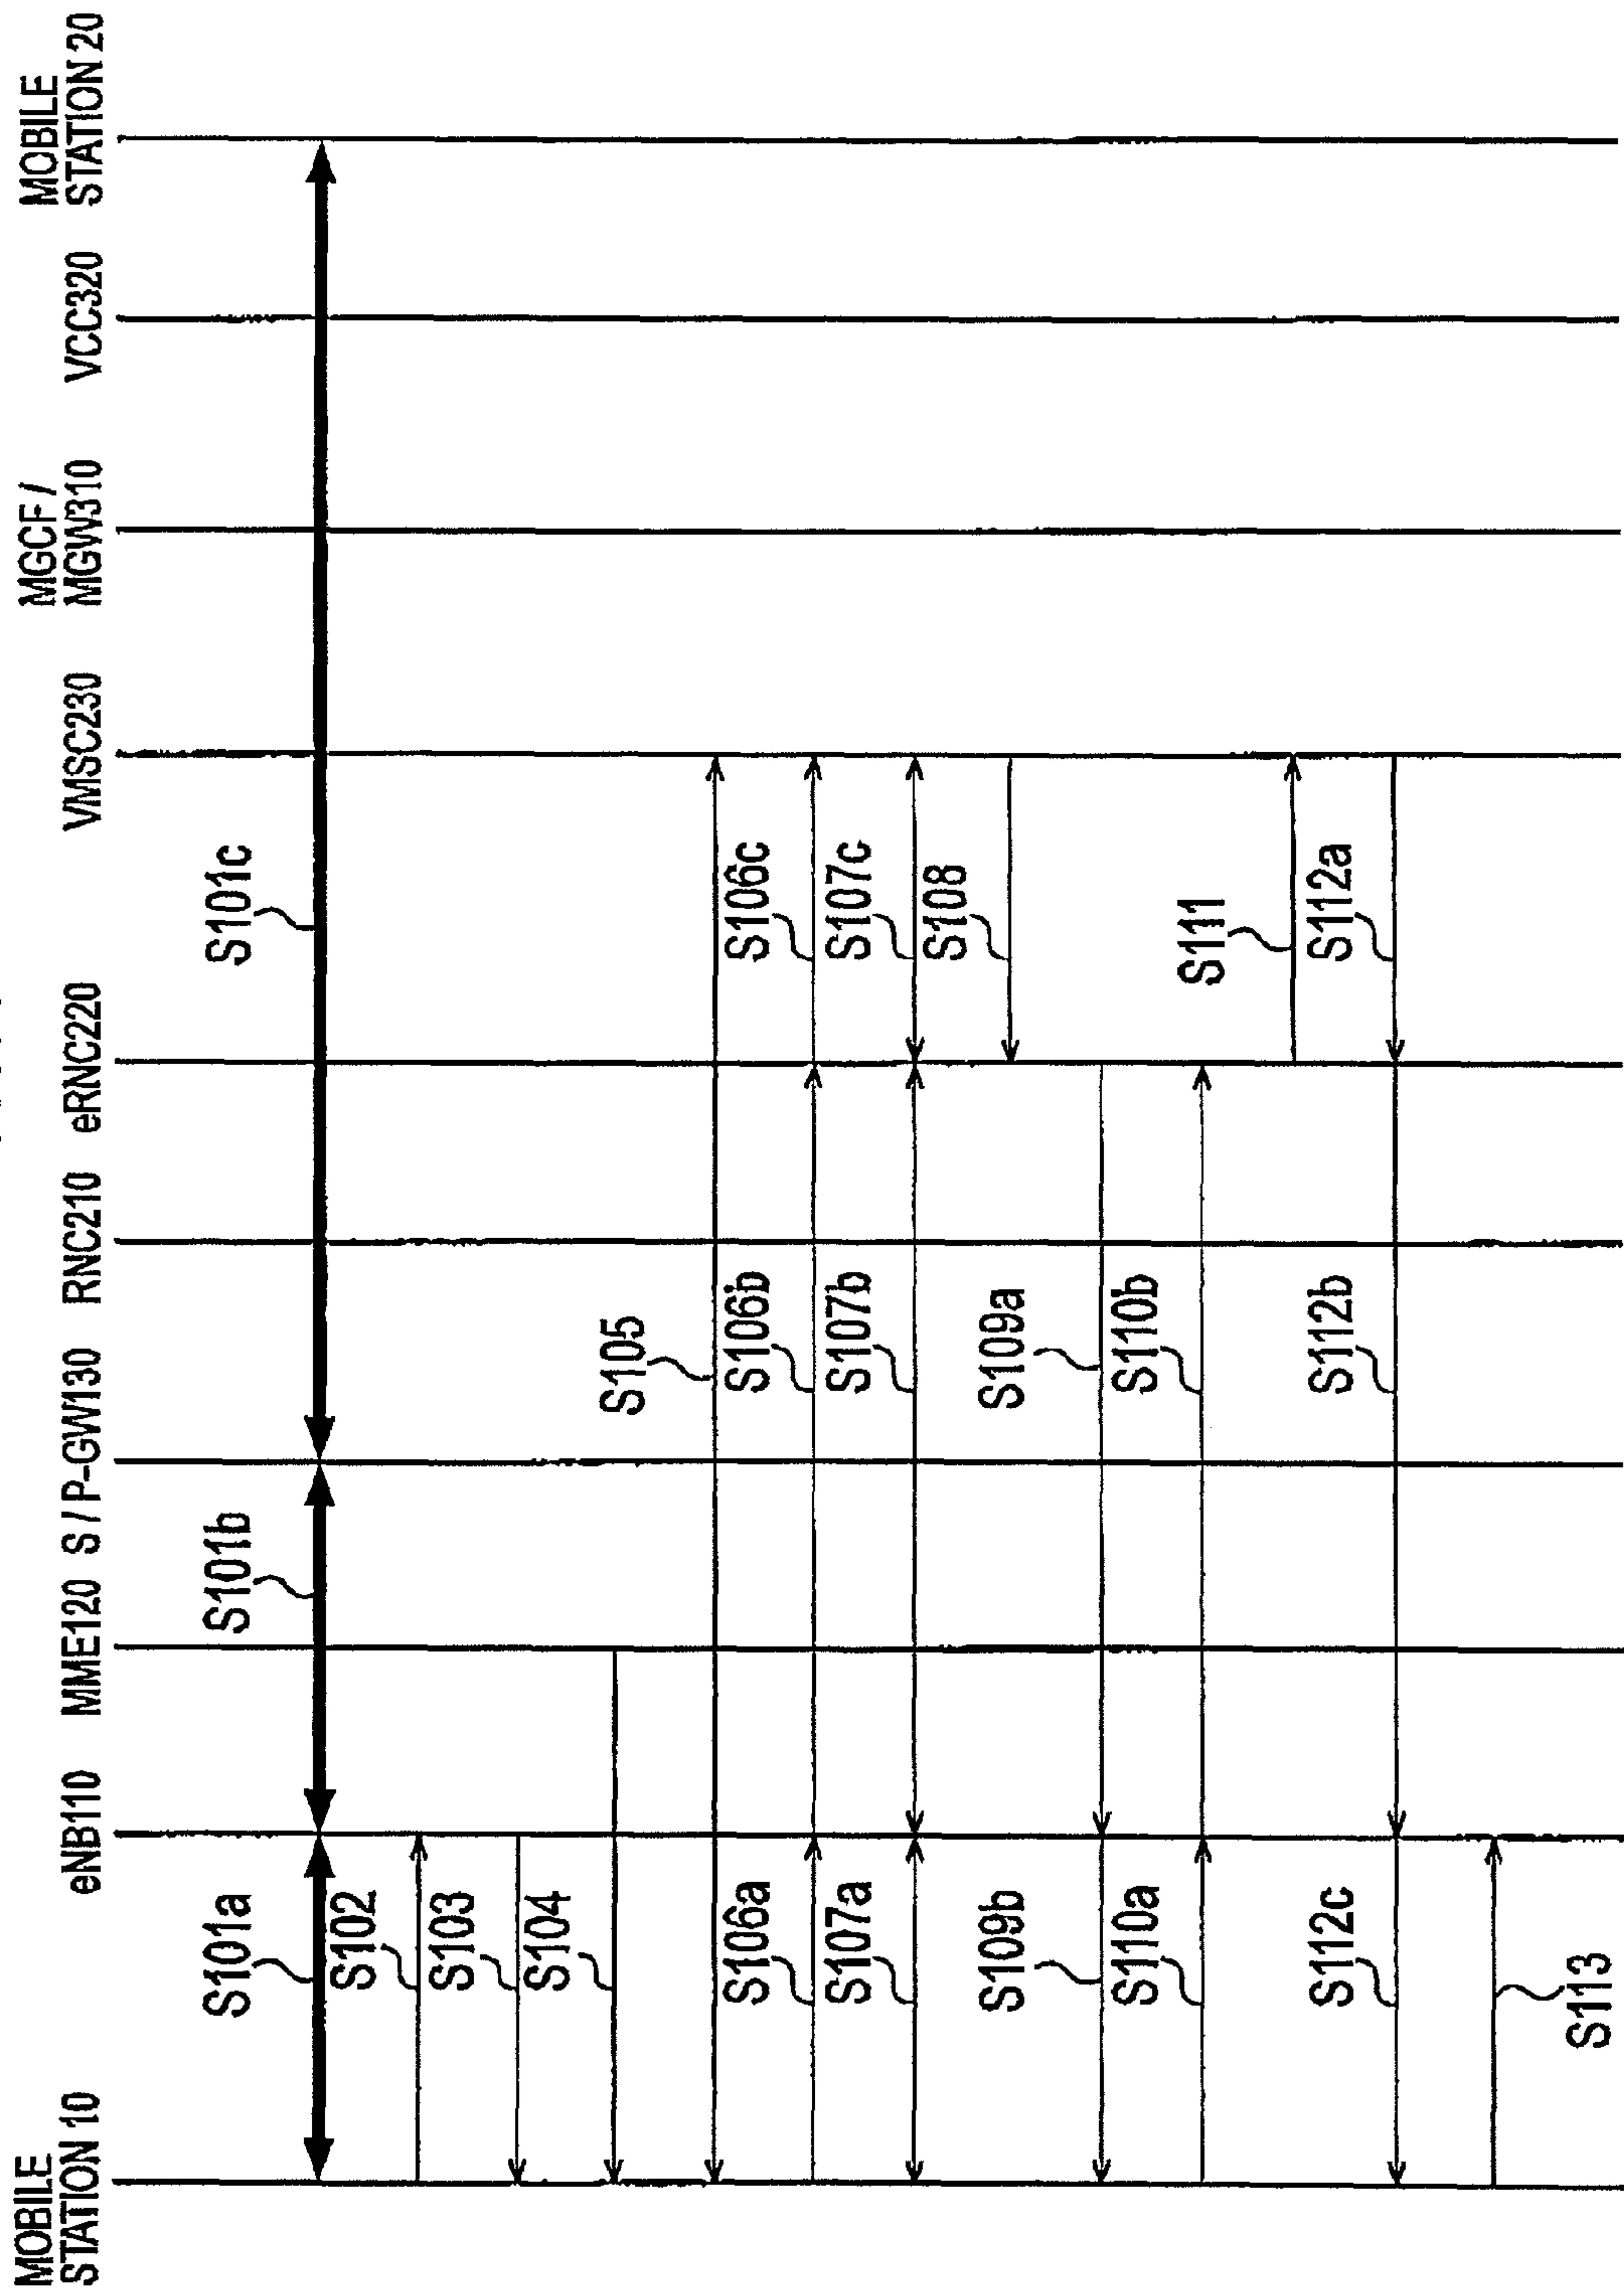 MOBILE
STATION 10
eNB110
MME120
S / P-GW130
RNC210
eRNC220
VMSC230
MGCF /
MGW310
VCC320
MOBILE
STATION 20
S101a
S101b
S101c
S102
S103
S104
S105
S106a
S106b
S106c
S107a
S107b
S107c
S108
S109b
S109a
S110a
S110b
S111
S112c
S112b
S112a
S113